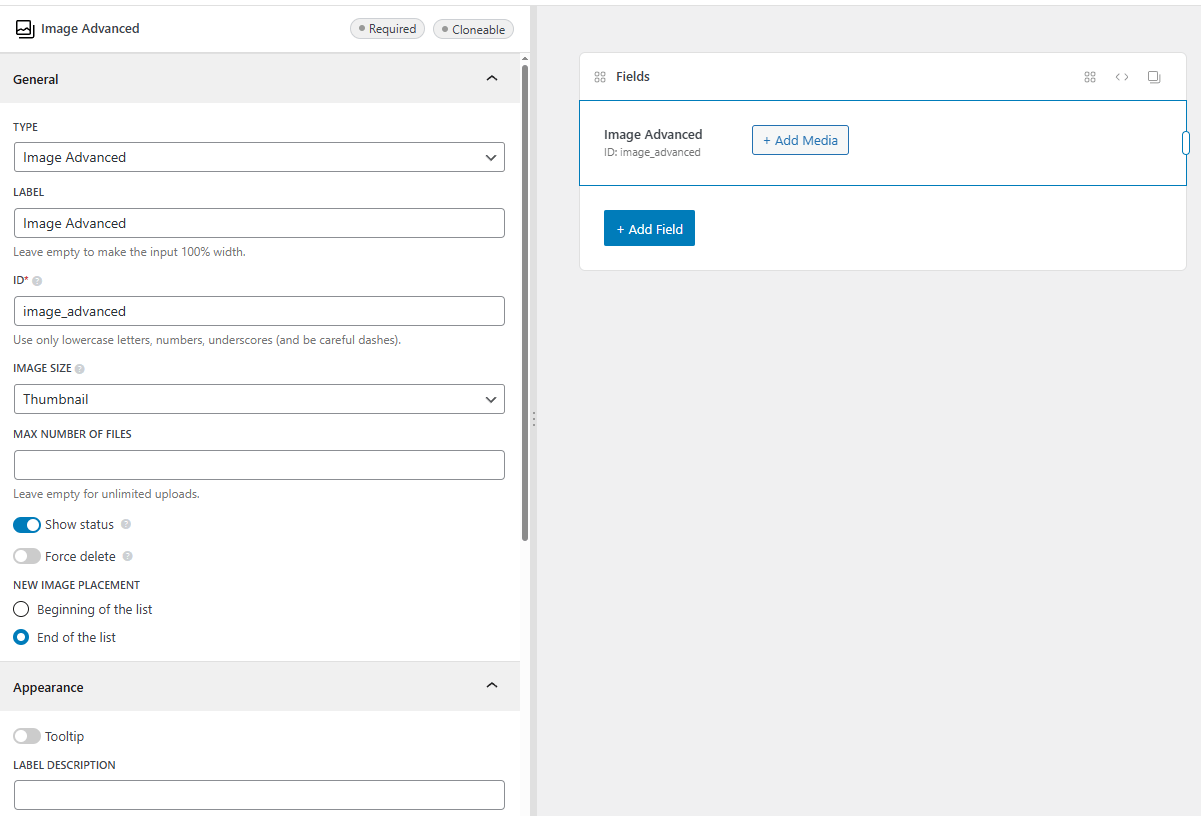 Image Advanced
Required
Cloneable
General
TYPE
Image Advanced
LABEL
Image Advanced
Leave empty to make the input 100% width.
ID*
image_advanced
Use only lowercase letters, numbers, underscores (and be careful dashes).
IMAGE SIZE
Thumbnail
MAX NUMBER OF FILES
Leave empty for unlimited uploads.
Show status
Force delete
NEW IMAGE PLACEMENT
Beginning of the list
End of the list
Appearance
Tooltip
LABEL DESCRIPTION
Fields
Image Advanced
ID: image_advanced
+ Add Media
+ Add Field